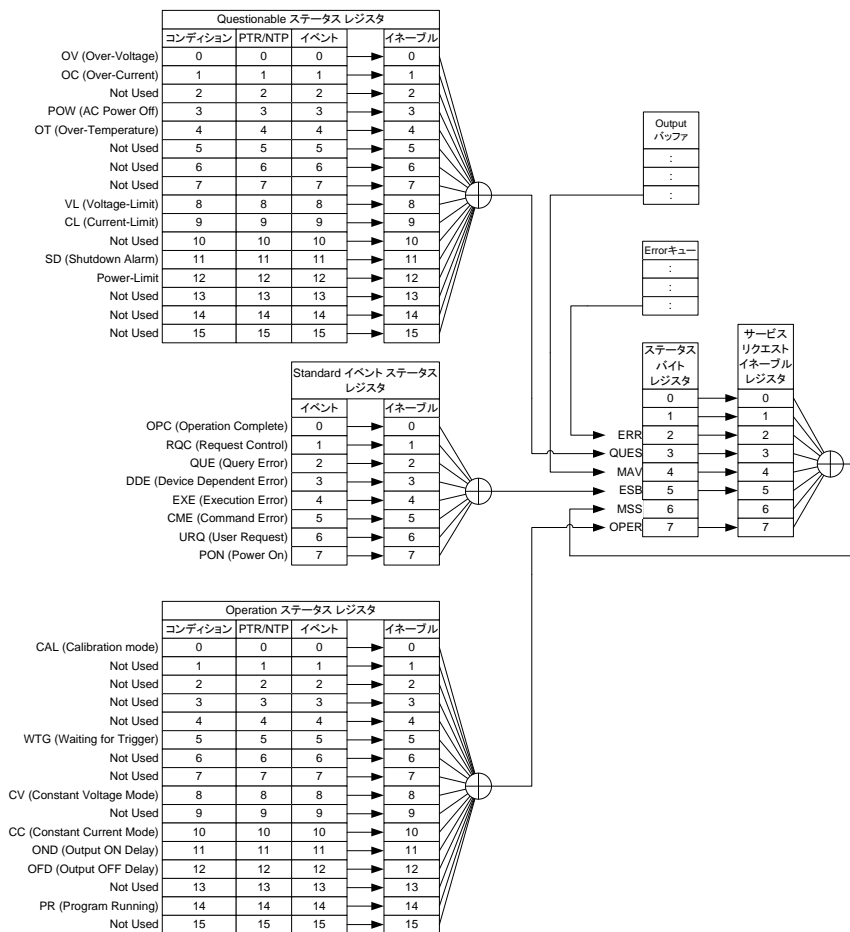 Questionable ステータス レジスタ
コンディション PTR/NTP イベント イネーブル
OV (Over-Voltage) 0 0 0 0
OC (Over-Current) 1 1 1 1
Not Used 2 2 2 2
POW (AC Power Off) 3 3 3 3
OT (Over-Temperature) 4 4 4 4
Not Used 5 5 5 5
Not Used 6 6 6 6
Not Used 7 7 7 7
VL (Voltage-Limit) 8 8 8 8
CL (Current-Limit) 9 9 9 9
Not Used 10 10 10 10
SD (Shutdown Alarm) 11 11 11 11
Power-Limit 12 12 12 12
Not Used 13 13 13 13
Not Used 14 14 14 14
Not Used 15 15 15 15
Output
バッファ
:
:
:
Errorキュー
:
:
:
Standard イベント ステータス
レジスタ
イベント イネーブル
OPC (Operation Complete) 0 0
RQC (Request Control) 1 1
QUE (Query Error) 2 2
DDE (Device Dependent Error) 3 3
EXE (Execution Error) 4 4
CME (Command Error) 5 5
URQ (User Request) 6 6
PON (Power On) 7 7
ステータス
バイト
レジスタ
サービス
リクエスト
イネーブル
レジスタ
0 0
1 1
ERR 2 2
QUES 3 3
MAV 4 4
ESB 5 5
MSS 6 6
OPER 7 7
Operation ステータス レジスタ
コンディション PTR/NTP イベント イネーブル
CAL (Calibration mode) 0 0 0 0
Not Used 1 1 1 1
Not Used 2 2 2 2
Not Used 3 3 3 3
Not Used 4 4 4 4
WTG (Waiting for Trigger) 5 5 5 5
Not Used 6 6 6 6
Not Used 7 7 7 7
CV (Constant Voltage Mode) 8 8 8 8
Not Used 9 9 9 9
CC (Constant Current Mode) 10 10 10 10
OND (Output ON Delay) 11 11 11 11
OFD (Output OFF Delay) 12 12 12 12
Not Used 13 13 13 13
PR (Program Running) 14 14 14 14
Not Used 15 15 15 15